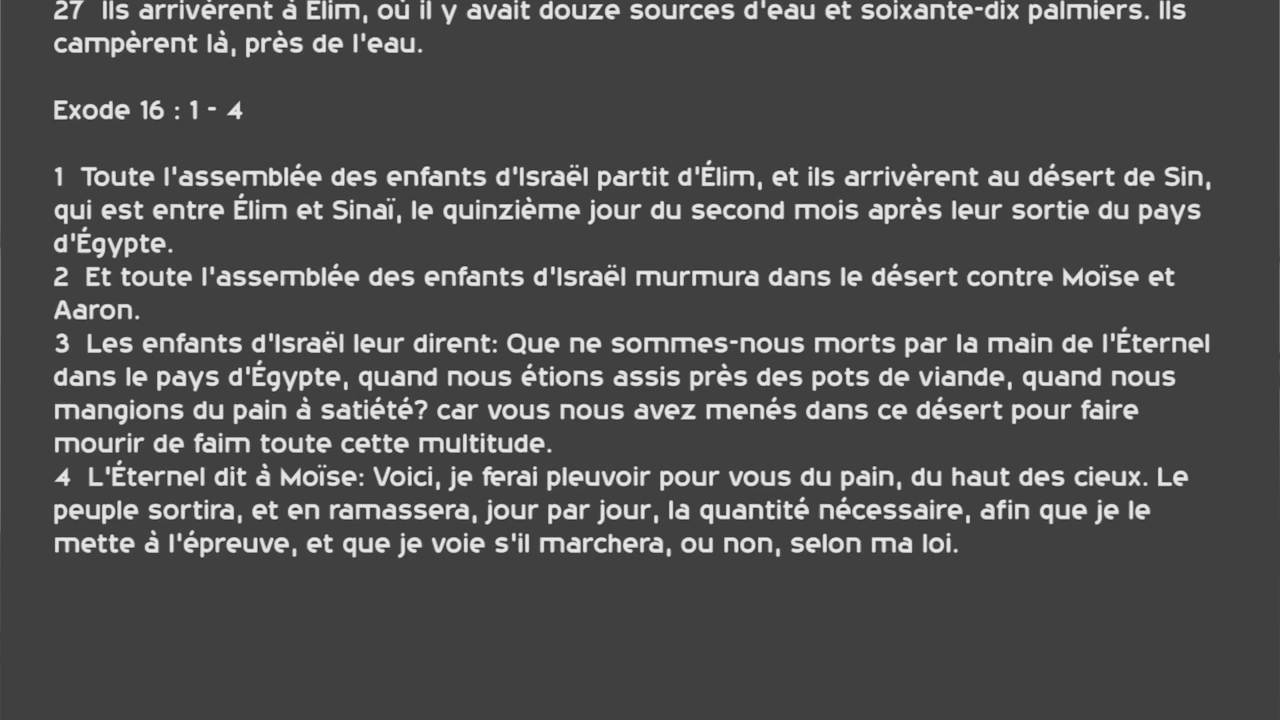 27 Ils arrivèrent à Élim, où il y avait douze sources d'eau et soixante-dix palmiers. Ils
campèrent là, près de l'eau.
Exode 16 : 1 - 4
1 Toute l'assemblée des enfants d'Israël partit d'Élim, et ils arrivèrent au désert de Sin,
qui est entre Élim et Sinaï, le quinzième jour du second mois après leur sortie du pays
d'Égypte.
2 Et toute l'assemblée des enfants d'Israël murmura dans le désert contre Moïse et
Aaron.
3 Les enfants d'Israël leur dirent: Que ne sommes-nous morts par la main de l'Éternel
dans le pays d'Égypte, quand nous étions assis près des pots de viande, quand nous
mangions du pain à satiété? car vous nous avez menés dans ce désert pour faire
mourir de faim toute cette multitude.
4 L'Éternel dit à Moïse: Voici, je ferai pleuvoir pour vous du pain, du haut des cieux. Le
peuple sortira, et en ramassera, jour par jour, la quantité nécessaire, afin que je le
mette à l'épreuve, et que je voie s'il marchera, ou non, selon ma loi.